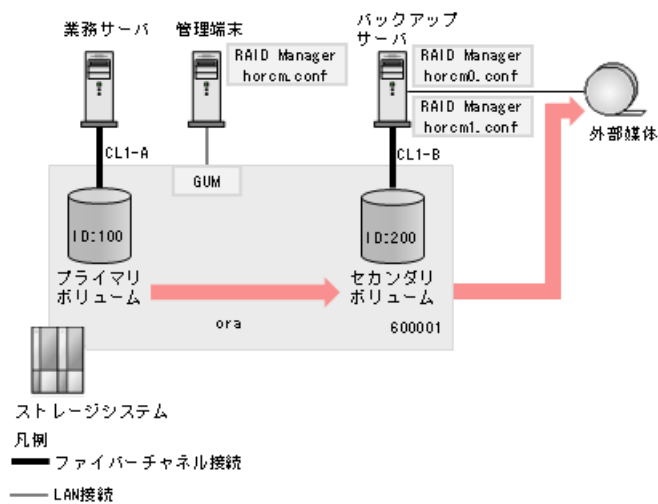 業務サーバ
管理端末
バックアップ
サーバ
RAID Manager
horcm.conf
RAID Manager
horcm0.conf
RAID Manager
horcm1.conf
外部媒体
CL1-A
GUM
CL1-B
ID:100
ID:200
プライマリ
ボリューム
セカンダリ
ボリューム
ora
600001
ストレージシステム
凡例
ファイバーチャネル接続
LAN接続